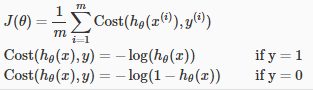 J(θ) = 1/m ∑_{i=1}^{m} Cost(h_θ(x^{(i)}), y^{(i)})
Cost(h_θ(x), y) = − log(h_θ(x)) if y = 1
Cost(h_θ(x), y) = − log(1 − h_θ(x)) if y = 0